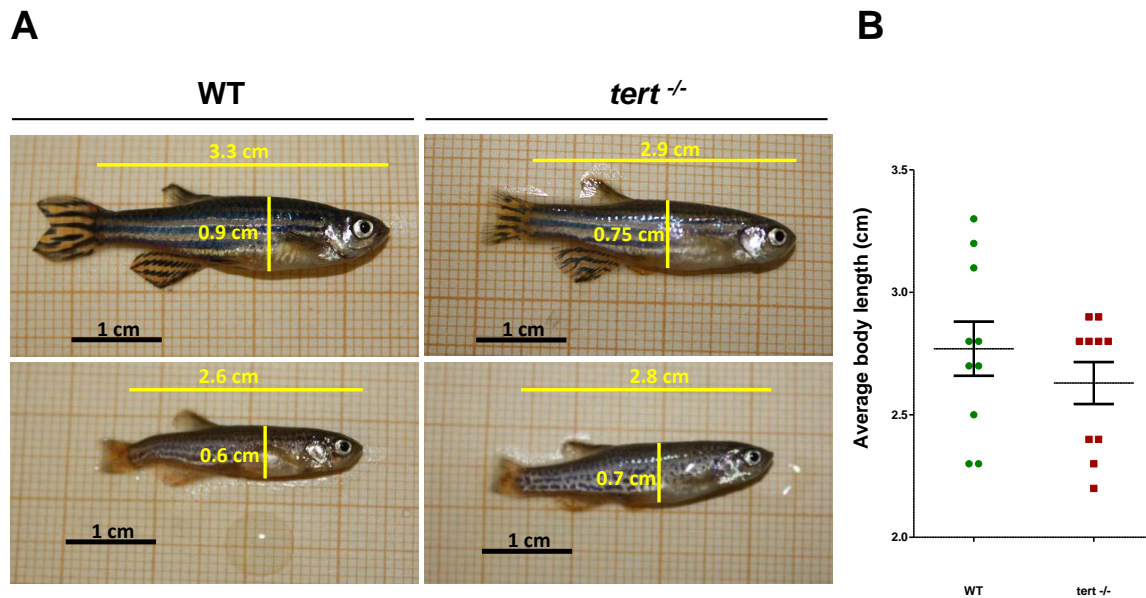 A
B
WT
tert -/-
3.3 cm
0.9 cm
1 cm
2.9 cm
0.75 cm
1 cm
2.6 cm
0.6 cm
1 cm
2.8 cm
0.7 cm
1 cm
Average body length (cm)
3.5
3.0
2.5
2.0
WT
tert -/-